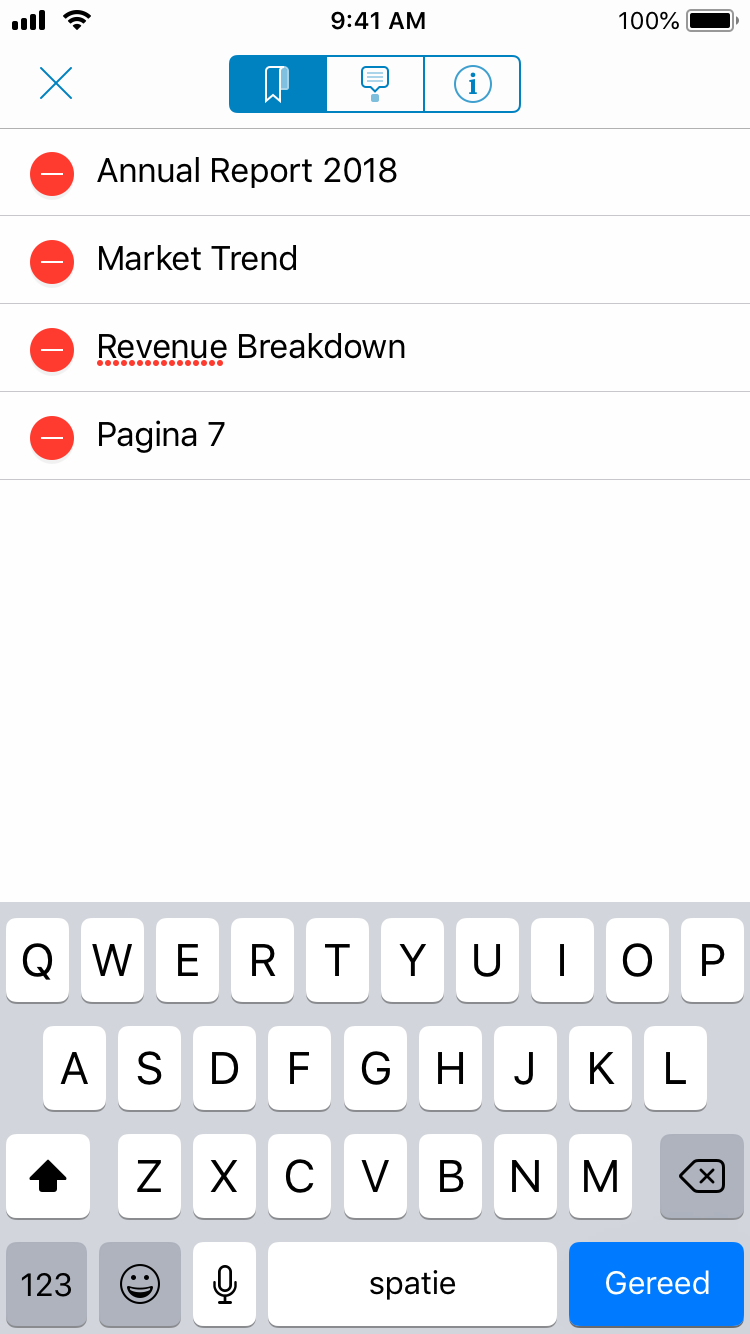 9:41 AM 100%
i
Annual Report 2018
Market Trend
Revenue Breakdown
Pagina 7
Q W E R T Y U I O P
A S D F G H J K L
Z X C V B N M
123 spatie Gereed